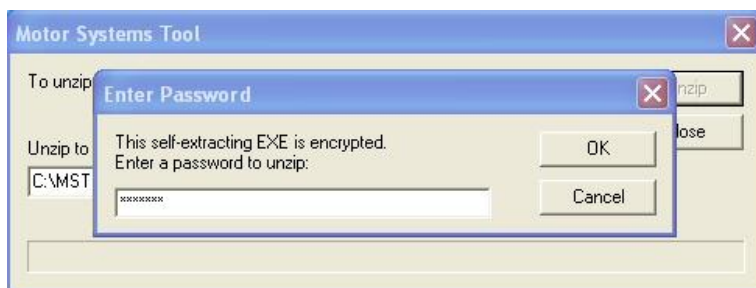 Motor Systems Tool
To unzip
Enter Password
This self-extracting EXE is encrypted.
Enter a password to unzip:
OK
Cancel
Unzip to
C:\MST
*******
nzip
lose